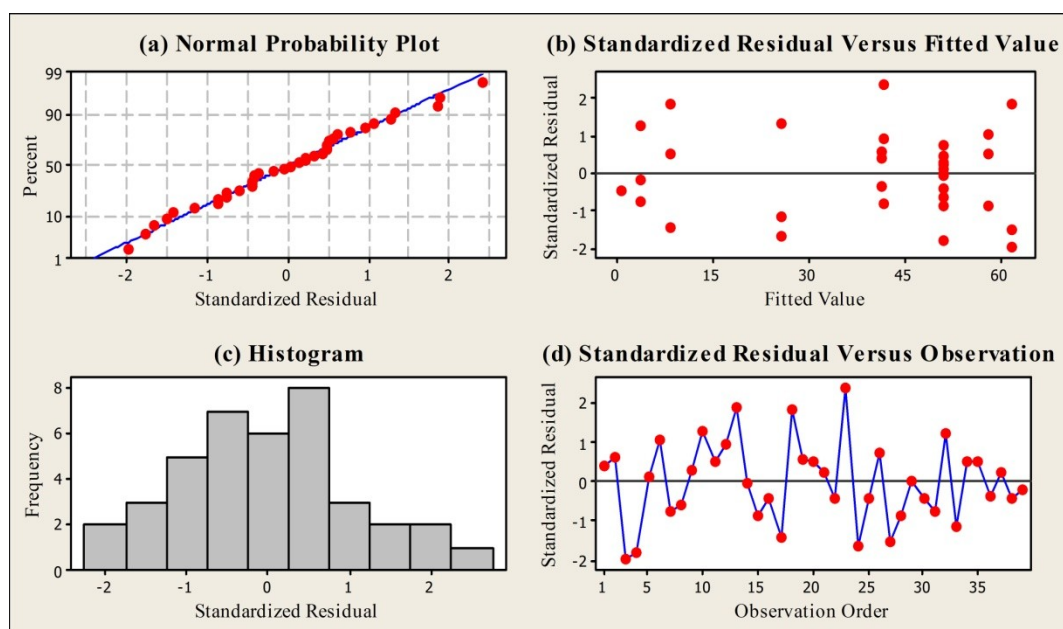 (a) Normal Probability Plot
99
90
50
10
1
Percent
-2 -1 0 1 2
Standardized Residual
(b) Standardized Residual Versus Fitted Value
2
1
0
-1
-2
Standardized Residual
0 15 30 45 60
Fitted Value
(c) Histogram
8
6
4
2
0
Frequency
-2 -1 0 1 2
Standardized Residual
(d) Standardized Residual Versus Observation
2
1
0
-1
-2
Standardized Residual
1 5 10 15 20 25 30 35
Observation Order